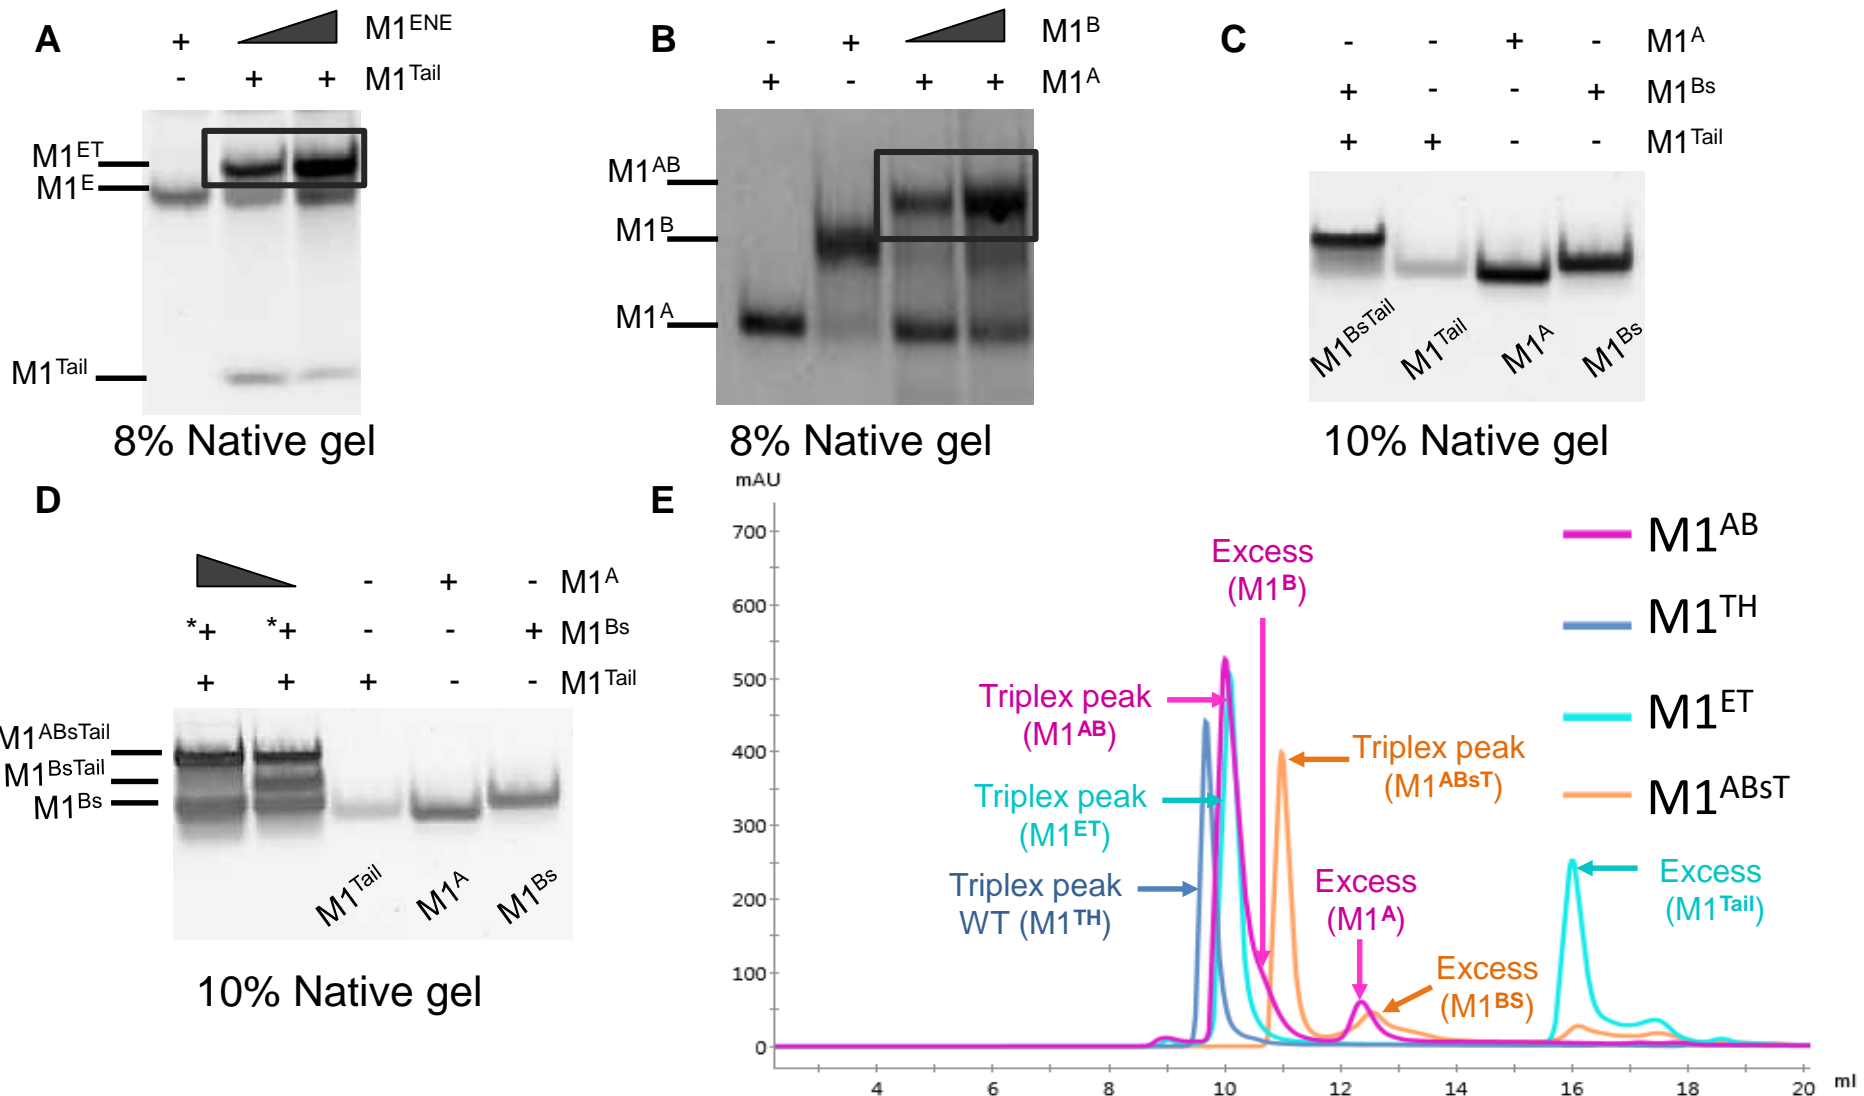 A
+ M1ENE
- + + M1Tail
M1ET
M1E
M1Tail
8% Native gel
B
- + M1B
+ - + + M1A
M1AB
M1B
M1A
8% Native gel
C
- - + - M1A
+ - - + M1Bs
+ + - - M1Tail
M1BsTail M1Tail M1A M1Bs
10% Native gel
D
- + - M1A
*+ *+ - - + M1Bs
+ + + - - M1Tail
M1ABsTail
M1BsTail
M1Bs
M1Tail M1A M1Bs
10% Native gel
E
mAU
700
600
500
400
300
200
100
0
4 6 8 10 12 14 16 18 20 ml
Excess
(M1B)
Triplex peak
(M1AB)
Triplex peak
(M1ET)
Triplex peak
WT (M1TH)
Triplex peak
(M1ABsT)
Excess
(M1A)
Excess
(M1BS)
Excess
(M1Tail)
M1AB
M1TH
M1ET
M1ABsT